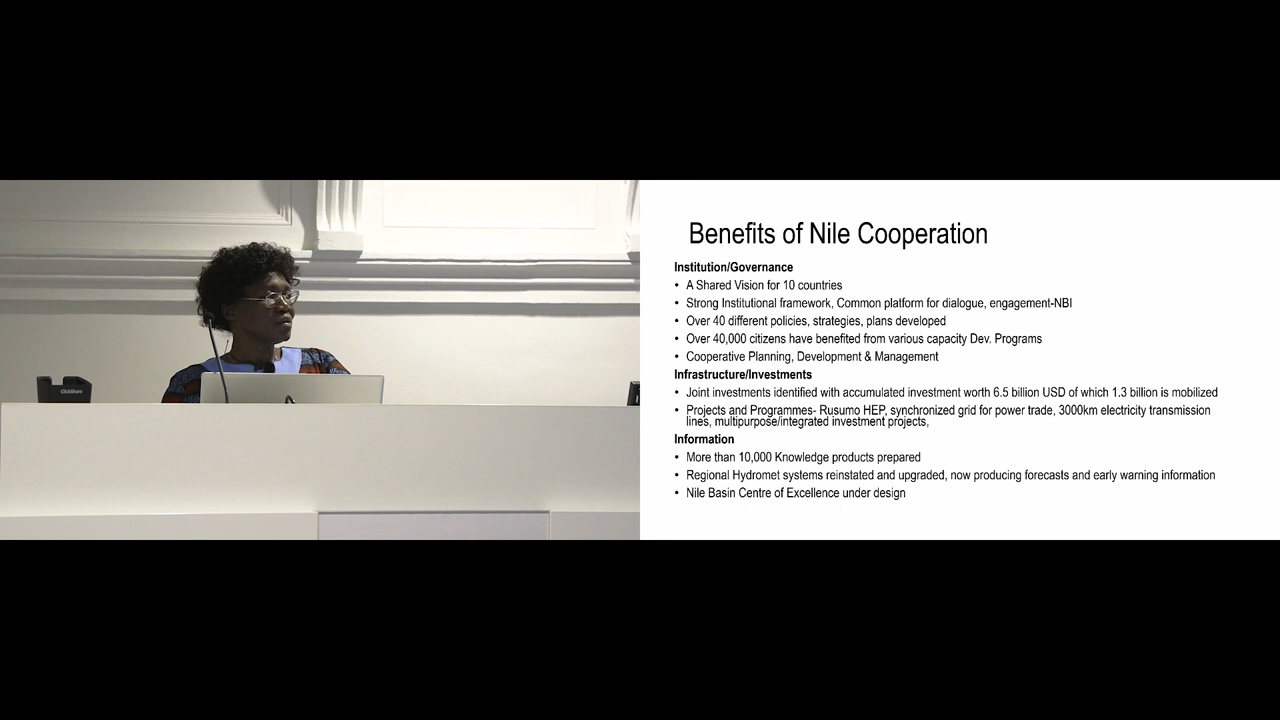 ClickShare
Benefits of Nile Cooperation
Institution/Governance
• A Shared Vision for 10 countries
• Strong Institutional framework, Common platform for dialogue, engagement-NBI
• Over 40 different policies, strategies, plans developed
• Over 40,000 citizens have benefited from various capacity Dev. Programs
• Cooperative Planning, Development & Management
Infrastructure/Investments
• Joint investments identified with accumulated investment worth 6.5 billion USD of which 1.3 billion is mobilized
• Projects and Programmes- Rusumo HEP, synchronized grid for power trade, 3000km electricity transmission
lines, multipurpose/integrated investment projects,
Information
• More than 10,000 Knowledge products prepared
• Regional Hydromet systems reinstated and upgraded, now producing forecasts and early warning information
• Nile Basin Centre of Excellence under design